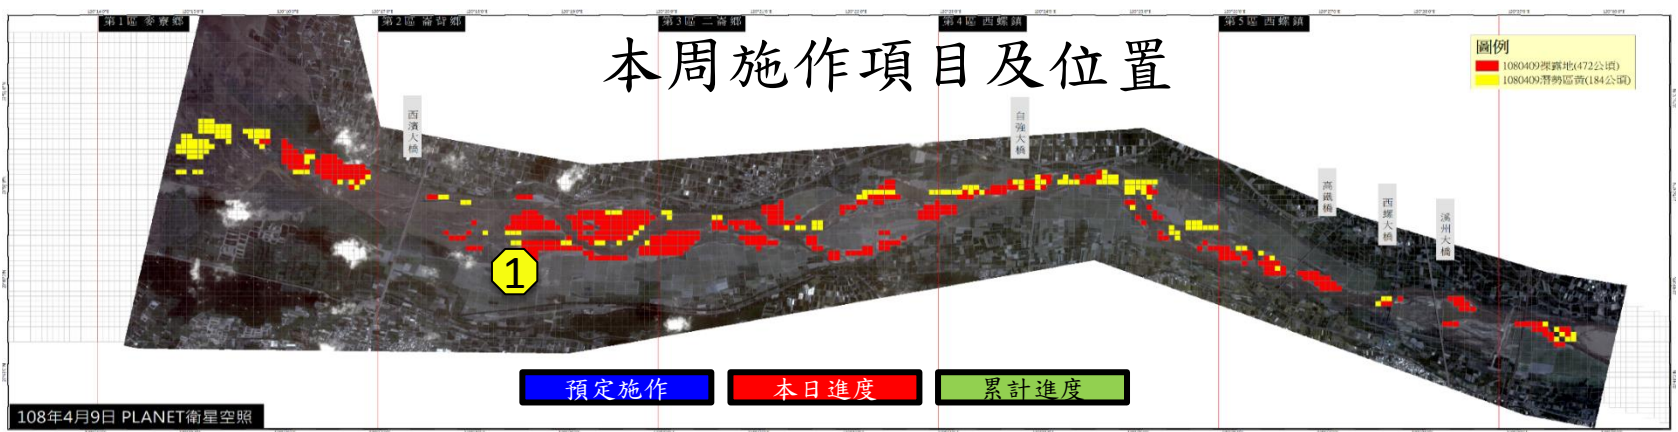 第1區 麥寮鄉
第2區 崙背鄉
第3區 二崙鄉
第4區 西螺鎮
第5區 西螺鎮
本周施作項目及位置
圖例
1080409裸露地(472公頃)
1080409潛勢區黃(184公頃)
西濱大橋
自強大橋
高鐵橋
西螺大橋
溪州大橋
1
預定施作
本日進度
累計進度
108年4月9日 PLANET衛星空照